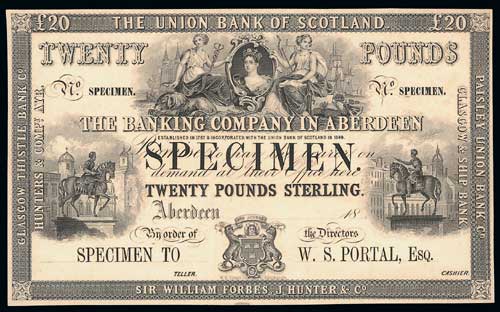 £20 THE UNION BANK OF SCOTLAND. £20
TWENTY POUNDS
No. SPECIMEN. No. SPECIMEN.
THE BANKING COMPANY IN ABERDEEN
ESTABLISHED IN 1767 & INCORPORATED WITH THE UNION BANK OF SCOTLAND IN 1849.
on
SPECIMEN
demand at their
TWENTY POUNDS STERLING.
Aberdeen 18
By order of the Directors
SPECIMEN TO W. S. PORTAL, ESQ.
TELLER. CASHIER.
SIR WILLIAM FORBES, J. HUNTER & CO
GLASGOW THISTLE BANK CO.
HUNTERS & COMPY AYR
PAISLEY UNION BANK CO.
GLASGOW & SHIP BANK